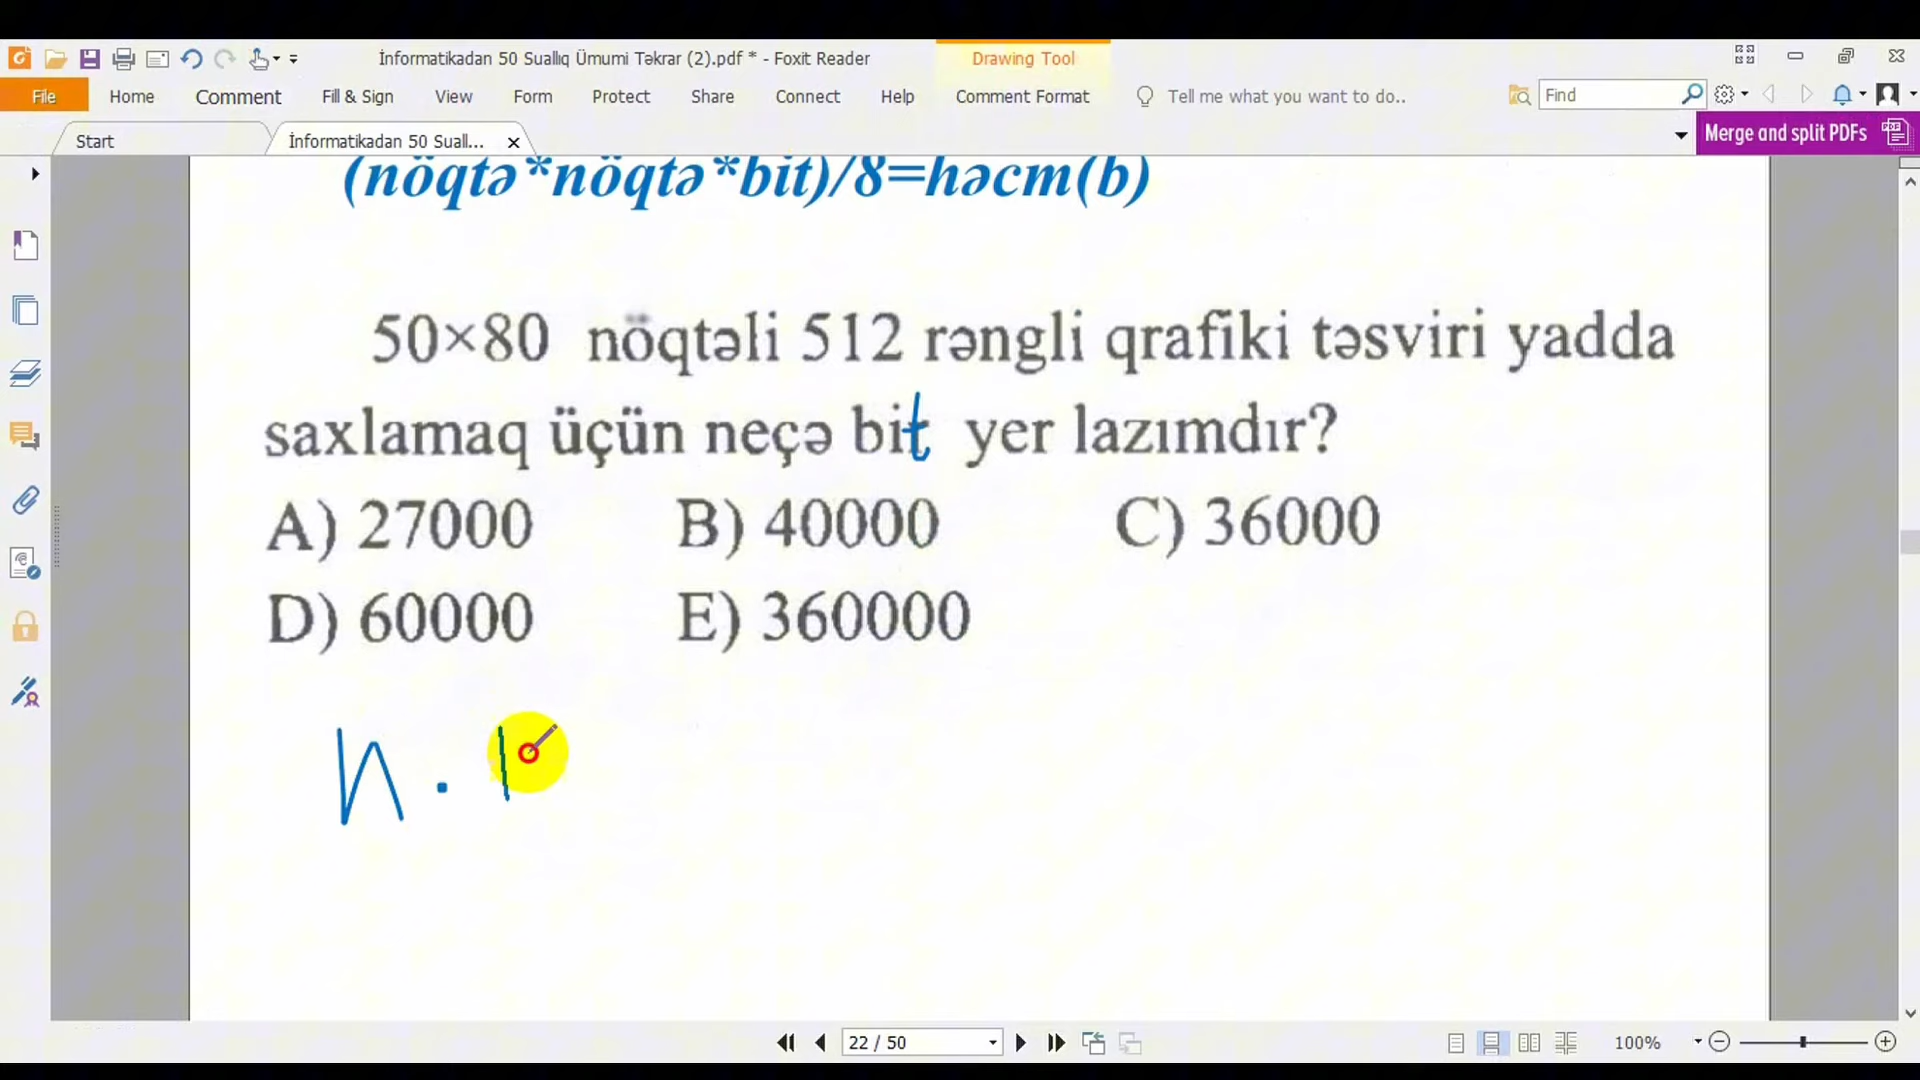 İnformatikadan 50 Suallıq Ümumi Təkrar (2).pdf * - Foxit Reader
Drawing Tool
File Home Comment Fill & Sign View Form Protect Share Connect Help Comment Format Tell me what you want to do.. Find
Start İnformatikadan 50 Suall... Merge and split PDFs
(nöqtə*nöqtə*bit)/8=həcm(b)
50×80 nöqtəli 512 rəngli qrafiki təsviri yadda
saxlamaq üçün neçə bit yer lazımdır?
A) 27000 B) 40000 C) 36000
D) 60000 E) 360000
n ·
22 / 50 100%